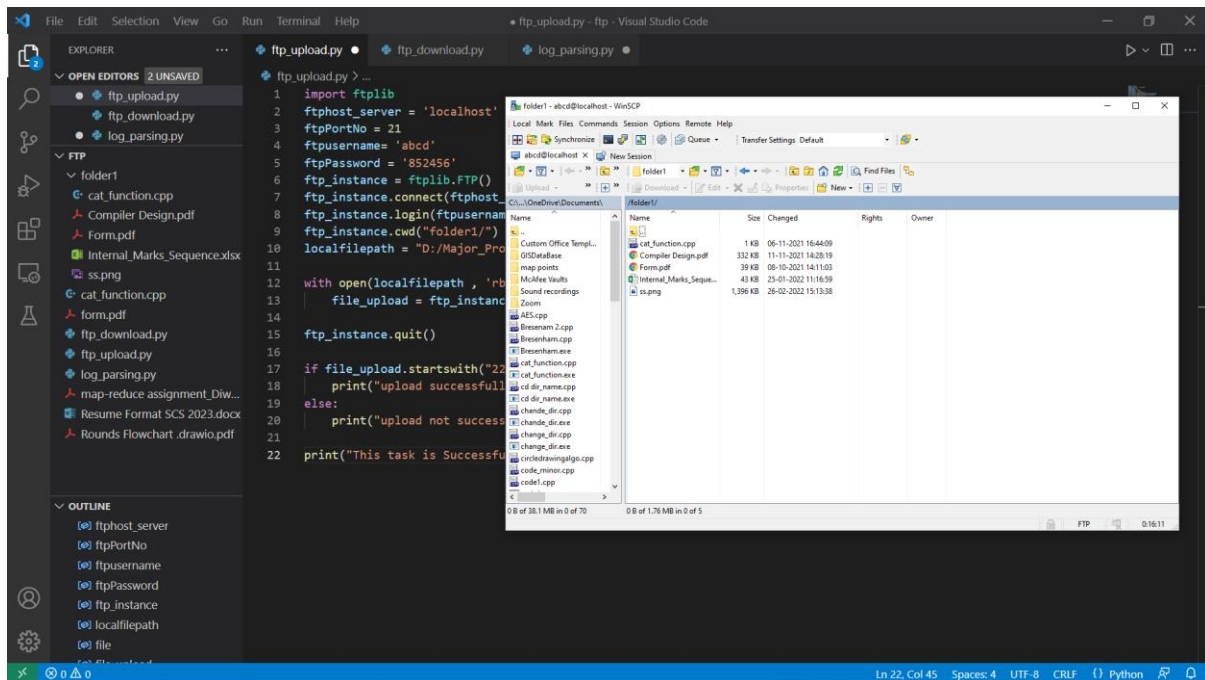 File Edit Selection View Go Run Terminal Help
● ftp_upload.py - ftp - Visual Studio Code
EXPLORER
OPEN EDITORS 2 UNSAVED
ftp_upload.py
ftp_download.py
log_parsing.py
FTP
folder1
cat_function.cpp
Compiler Design.pdf
Form.pdf
Internal_Marks_Sequence.xlsx
ss.png
cat_function.cpp
form.pdf
ftp_download.py
ftp_upload.py
log_parsing.py
map-reduce assignment_Diw...
Resume Format SCS 2023.docx
Rounds Flowchart .drawio.pdf
OUTLINE
ftphost_server
ftpPortNo
ftpusername
ftpPassword
ftp_instance
localfilepath
file
ftp_upload.py ftp_download.py log_parsing.py
ftp_upload.py > ...
1 import ftplib
2 ftphost_server = 'localhost'
3 ftpPortNo = 21
4 ftpusername= 'abcd'
5 ftpPassword = '852456'
6 ftp_instance = ftplib.FTP()
7 ftp_instance.connect(ftphost_
8 ftp_instance.login(ftpusernam
9 ftp_instance.cwd("folder1/")
10 localfilepath = "D:/Major_Pro
11
12 with open(localfilepath , 'rb
13 file_upload = ftp_instanc
14
15 ftp_instance.quit()
16
17 if file_upload.startswith("22
18 print("upload successfull
19 else:
20 print("upload not success
21
22 print("This task is Successfu
folder1 - abcd@localhost - WinSCP
Local Mark Files Commands Session Options Remote Help
Synchronize Queue Transfer Settings Default
abcd@localhost New Session
folder1 Find Files
Upload Download Edit Properties New
C:\...\OneDrive\Documents\ /folder1/
Name
..
Custom Office Templ...
GISDataBase
map points
McAfee Vaults
Sound recordings
Zoom
AES.cpp
Bresenam 2.cpp
Bresenham.cpp
Bresenham.exe
cat_function.cpp
cat_function.exe
cd dir_name.cpp
cd dir_name.exe
chande_dir.cpp
chande_dir.exe
change_dir.cpp
change_dir.exe
circledrawingalgo.cpp
code_minor.cpp
code1.cpp
Name Size Changed Rights Owner
..
cat_function.cpp 1 KB 06-11-2021 16:44:09
Compiler Design.pdf 332 KB 11-11-2021 14:28:19
Form.pdf 39 KB 08-10-2021 14:11:03
Internal_Marks_Seque... 43 KB 25-01-2022 11:16:59
ss.png 1,396 KB 26-02-2022 15:13:38
0 B of 38.1 MB in 0 of 70 0 B of 1.76 MB in 0 of 5
FTP 0:16:11
0 0 Ln 22, Col 45 Spaces: 4 UTF-8 CRLF {} Python